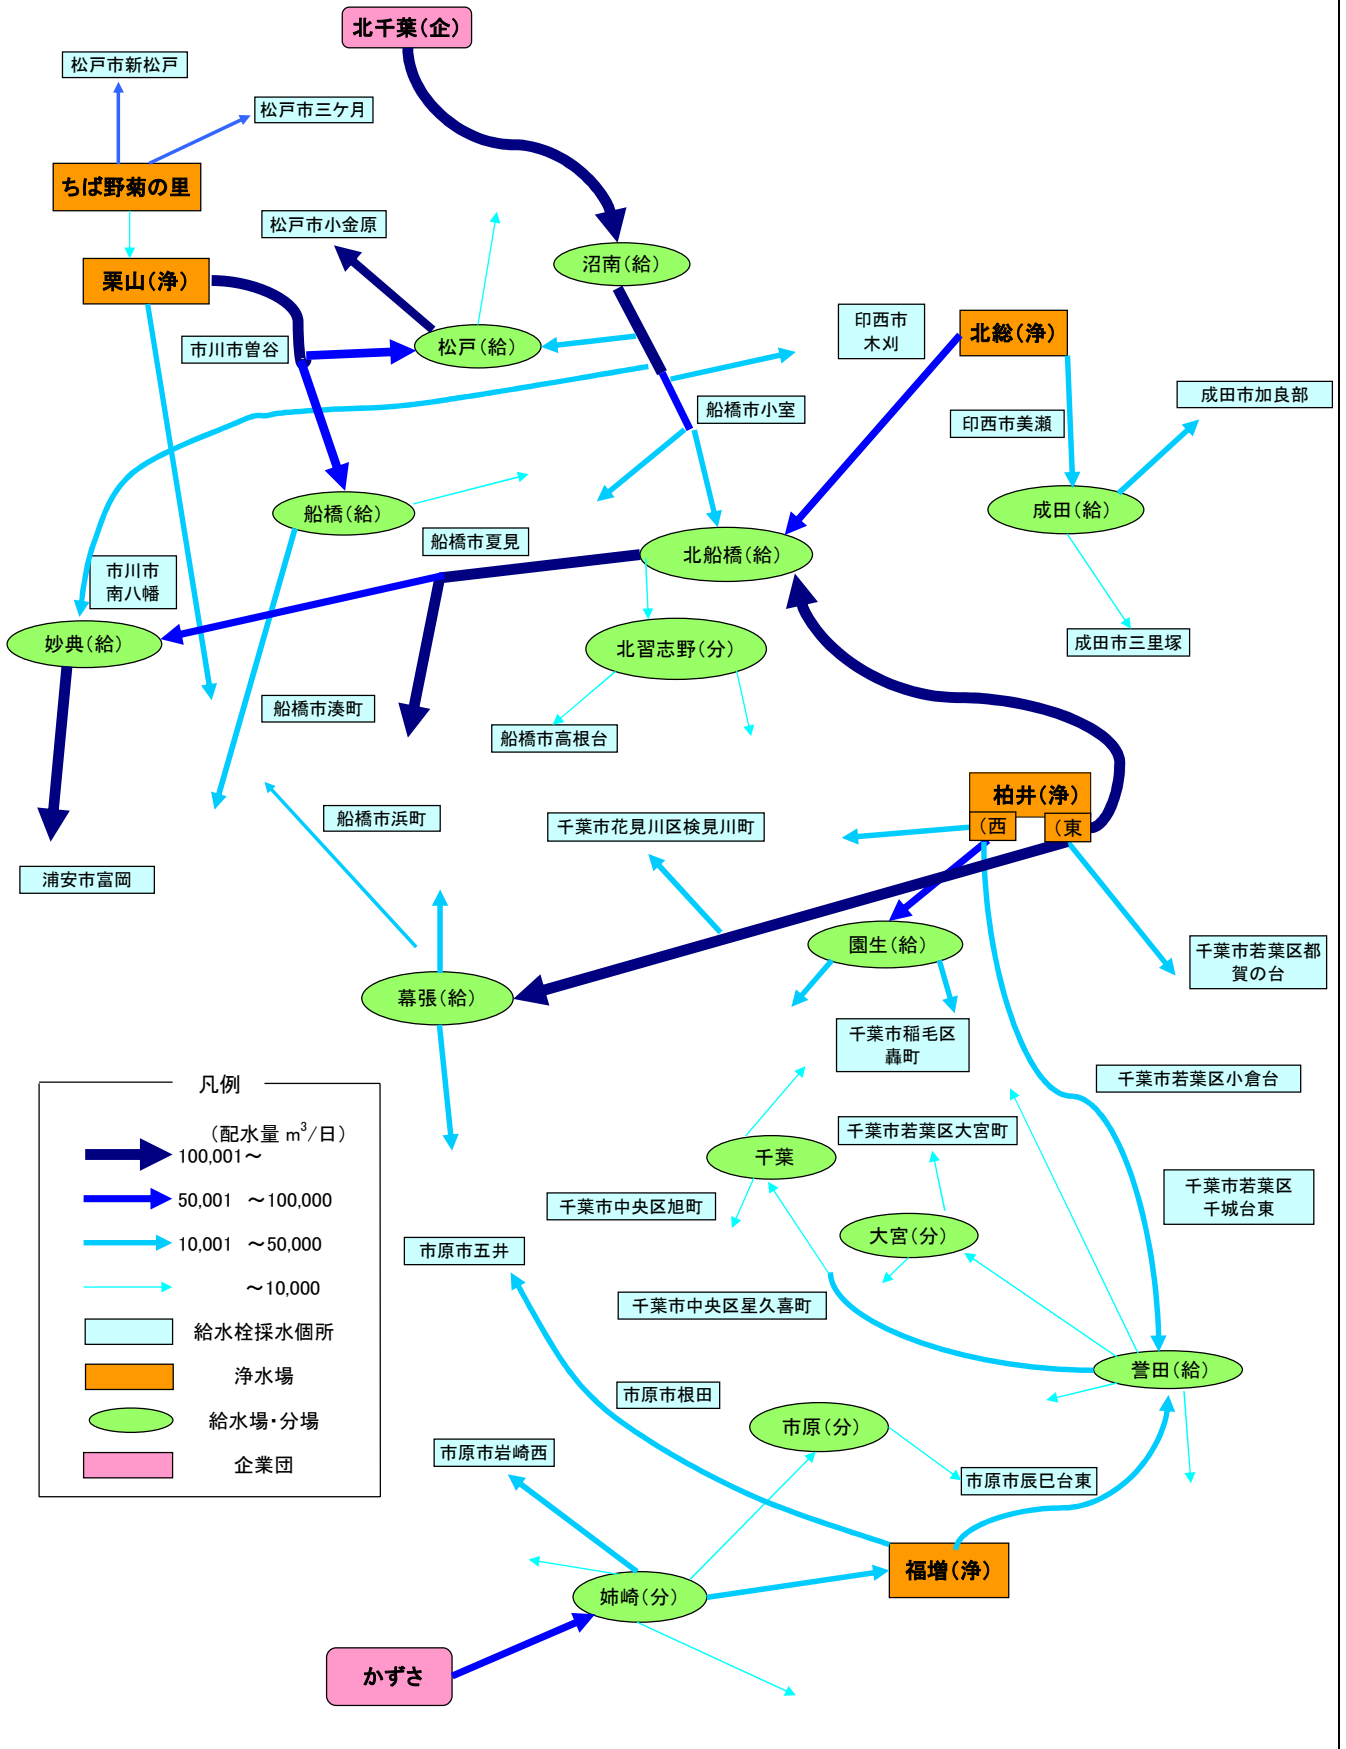 北千葉(企)
松戸市新松戸
松戸市三ケ月
ちば野菊の里
松戸市小金原
沼南(給)
栗山(浄)
市川市曽谷
松戸(給)
印西市
木刈
北総(浄)
船橋市小室
印西市美瀬
成田市加良部
船橋(給)
成田(給)
船橋市夏見
北船橋(給)
市川市
南八幡
妙典(給)
北習志野(分)
成田市三里塚
船橋市湊町
船橋市高根台
柏井(浄)
(西
(東
船橋市浜町
千葉市花見川区検見川町
浦安市富岡
園生(給)
千葉市若葉区都
賀の台
幕張(給)
千葉市稲毛区
轟町
千葉市若葉区小倉台
凡例
(配水量 m³/日)
100,001~
50,001 ~100,000
10,001 ~50,000
~10,000
給水栓採水個所
浄水場
給水場・分場
企業団
千葉市若葉区大宮町
千葉
千葉市若葉区
千城台東
千葉市中央区旭町
大宮(分)
市原市五井
千葉市中央区星久喜町
誉田(給)
市原市根田
市原(分)
市原市岩崎西
市原市辰巳台東
福増(浄)
姉崎(分)
かずさ